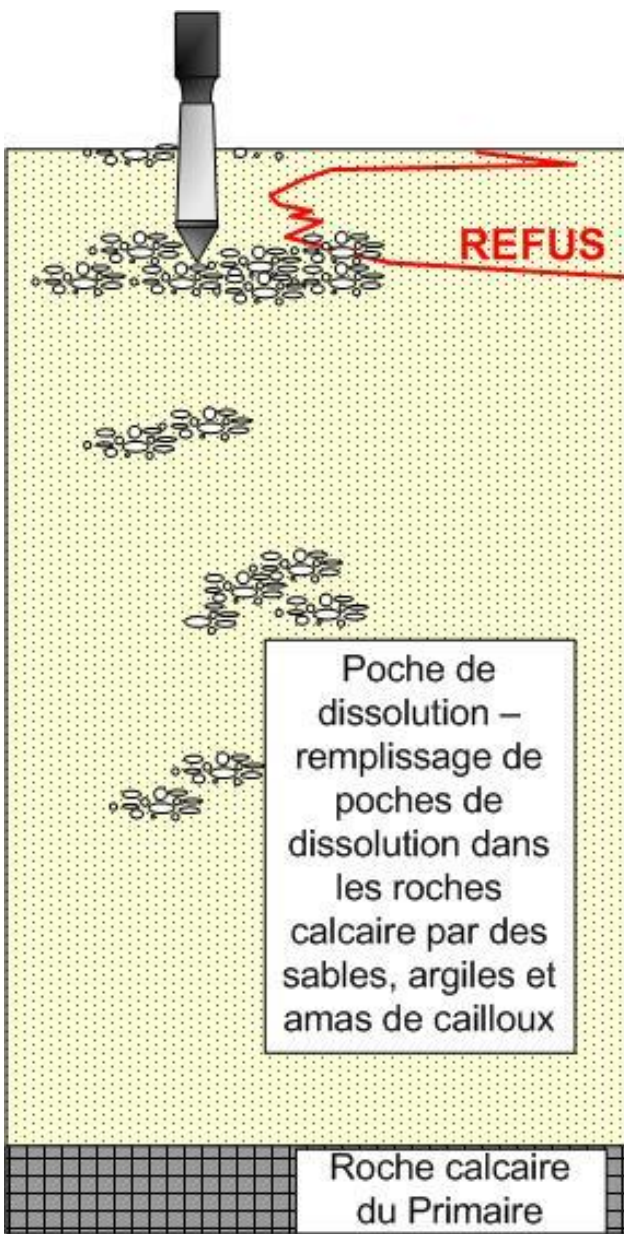 REFUS
Poche de
dissolution –
remplissage de
poches de
dissolution dans
les roches
calcaire par des
sables, argiles et
amas de cailloux
Roche calcaire
du Primaire